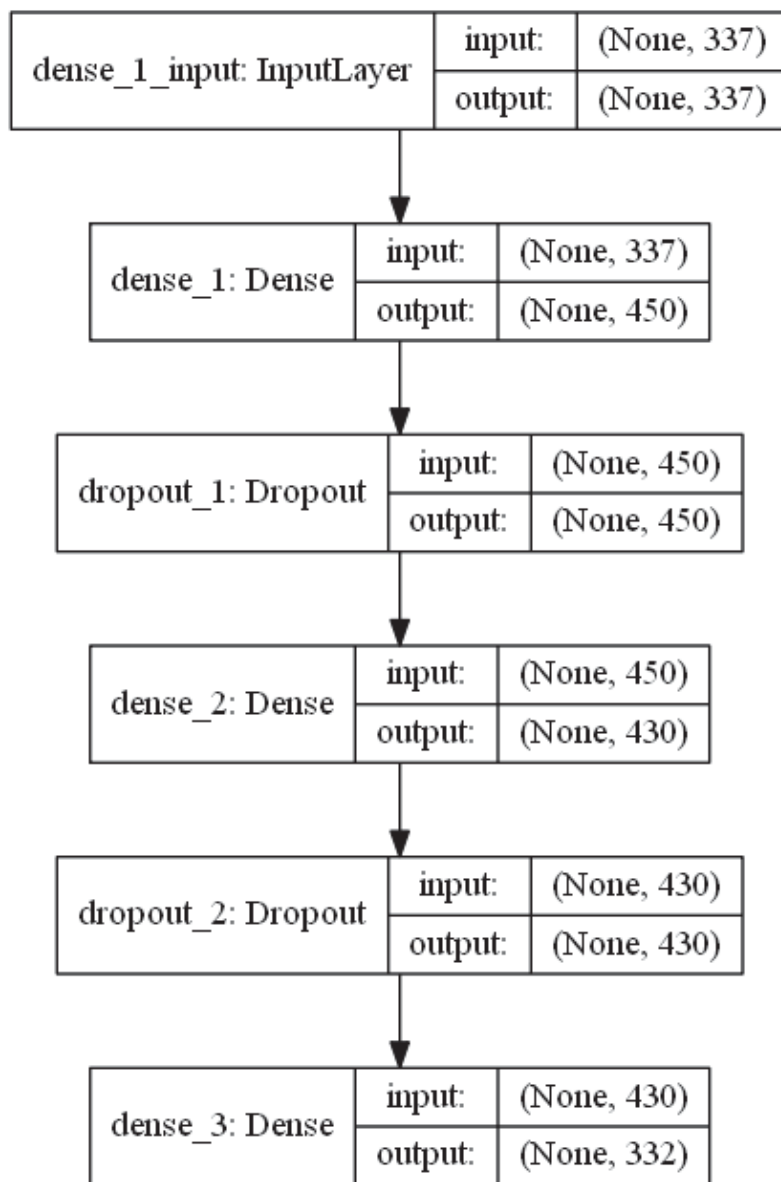 dense_1_input: InputLayer
input: (None, 337)
output: (None, 337)
dense_1: Dense
input: (None, 337)
output: (None, 450)
dropout_1: Dropout
input: (None, 450)
output: (None, 450)
dense_2: Dense
input: (None, 450)
output: (None, 430)
dropout_2: Dropout
input: (None, 430)
output: (None, 430)
dense_3: Dense
input: (None, 430)
output: (None, 332)